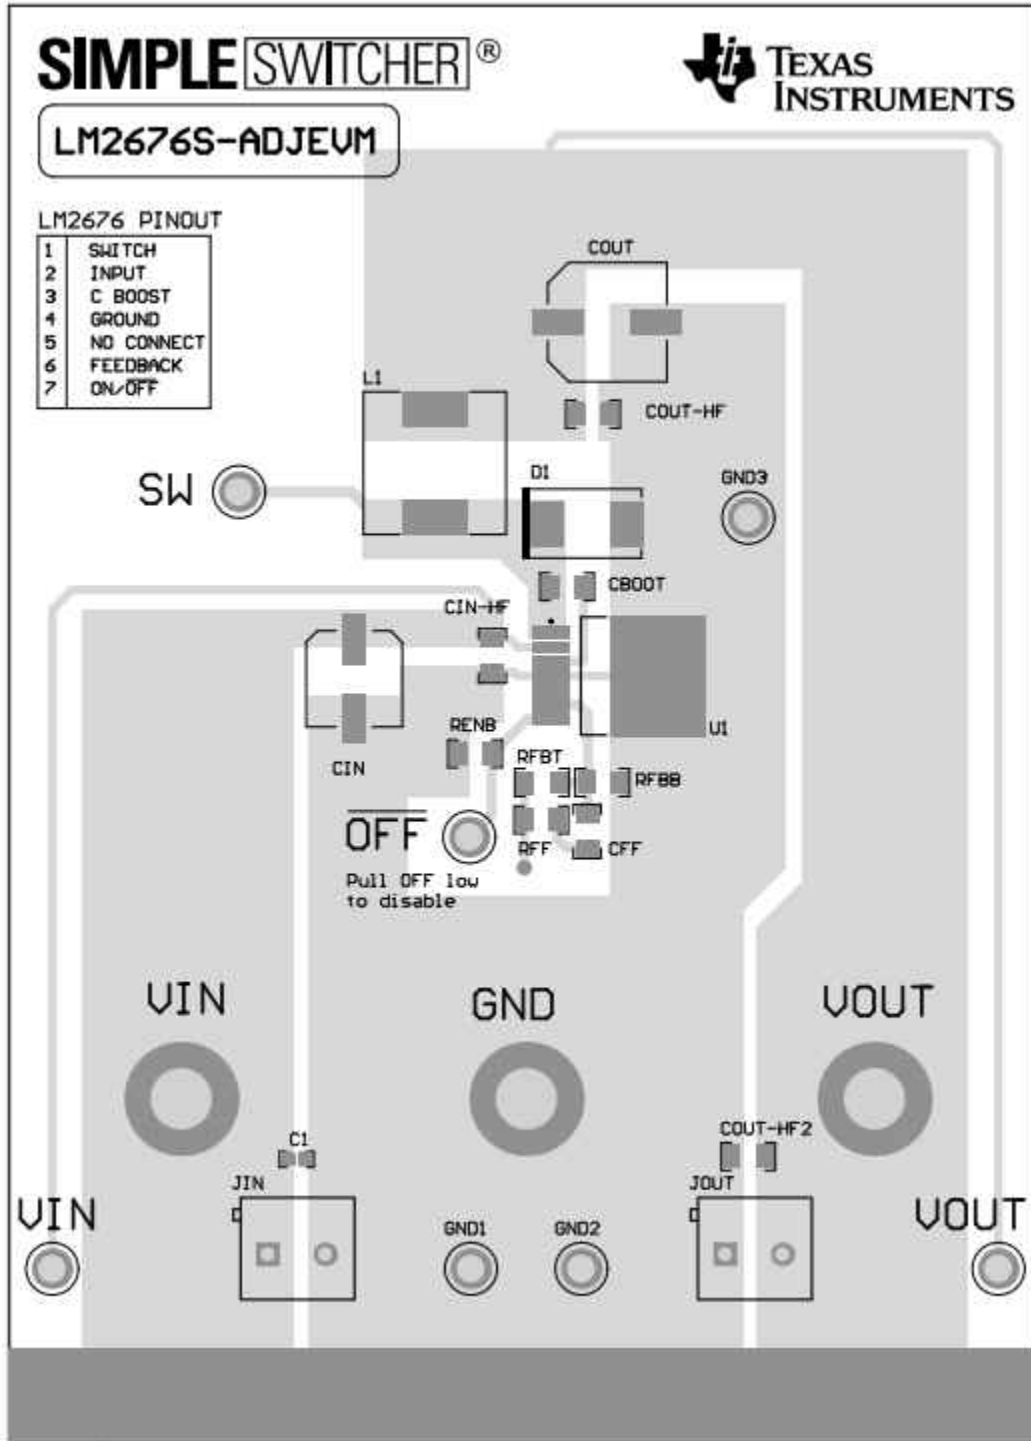 SIMPLE SWITCHER®
TEXAS
INSTRUMENTS
LM2676S-ADJEVM
LM2676 PINOUT
1 SWITCH
2 INPUT
3 C BOOST
4 GROUND
5 NO CONNECT
6 FEEDBACK
7 ON/OFF
COUT
L1
COUT-HF
D1
GND3
SW
CBOOT
CIN-HF
U1
RENB
CIN
RFBT
RFBB
OFF
RFF
CFF
Pull OFF low
to disable
VIN
GND
VOUT
C1
COUT-HF2
JIN
JOUT
VIN
GND1
GND2
VOUT